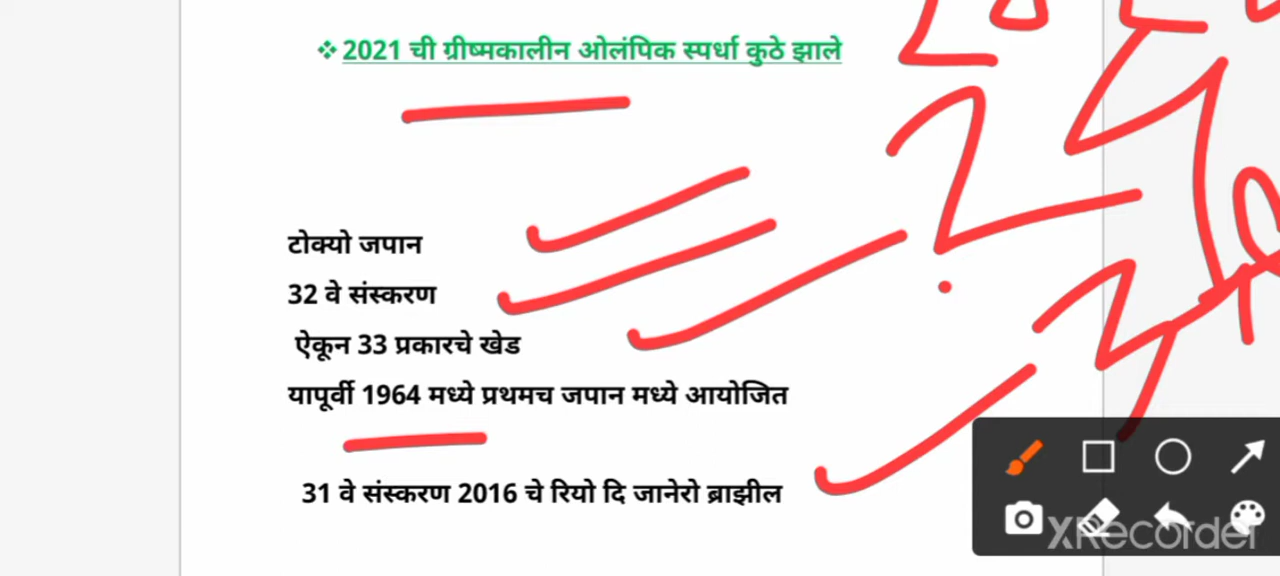 ❖ 2021 ची ग्रीष्मकालीन ओलंपिक स्पर्धा कुठे झाले
टोक्यो जपान
32 वे संस्करण
ऐकून 33 प्रकारचे खेड
यापूर्वी 1964 मध्ये प्रथमच जपान मध्ये आयोजित
31 वे संस्करण 2016 चे रियो दि जानेरो ब्राझील
XRecorder